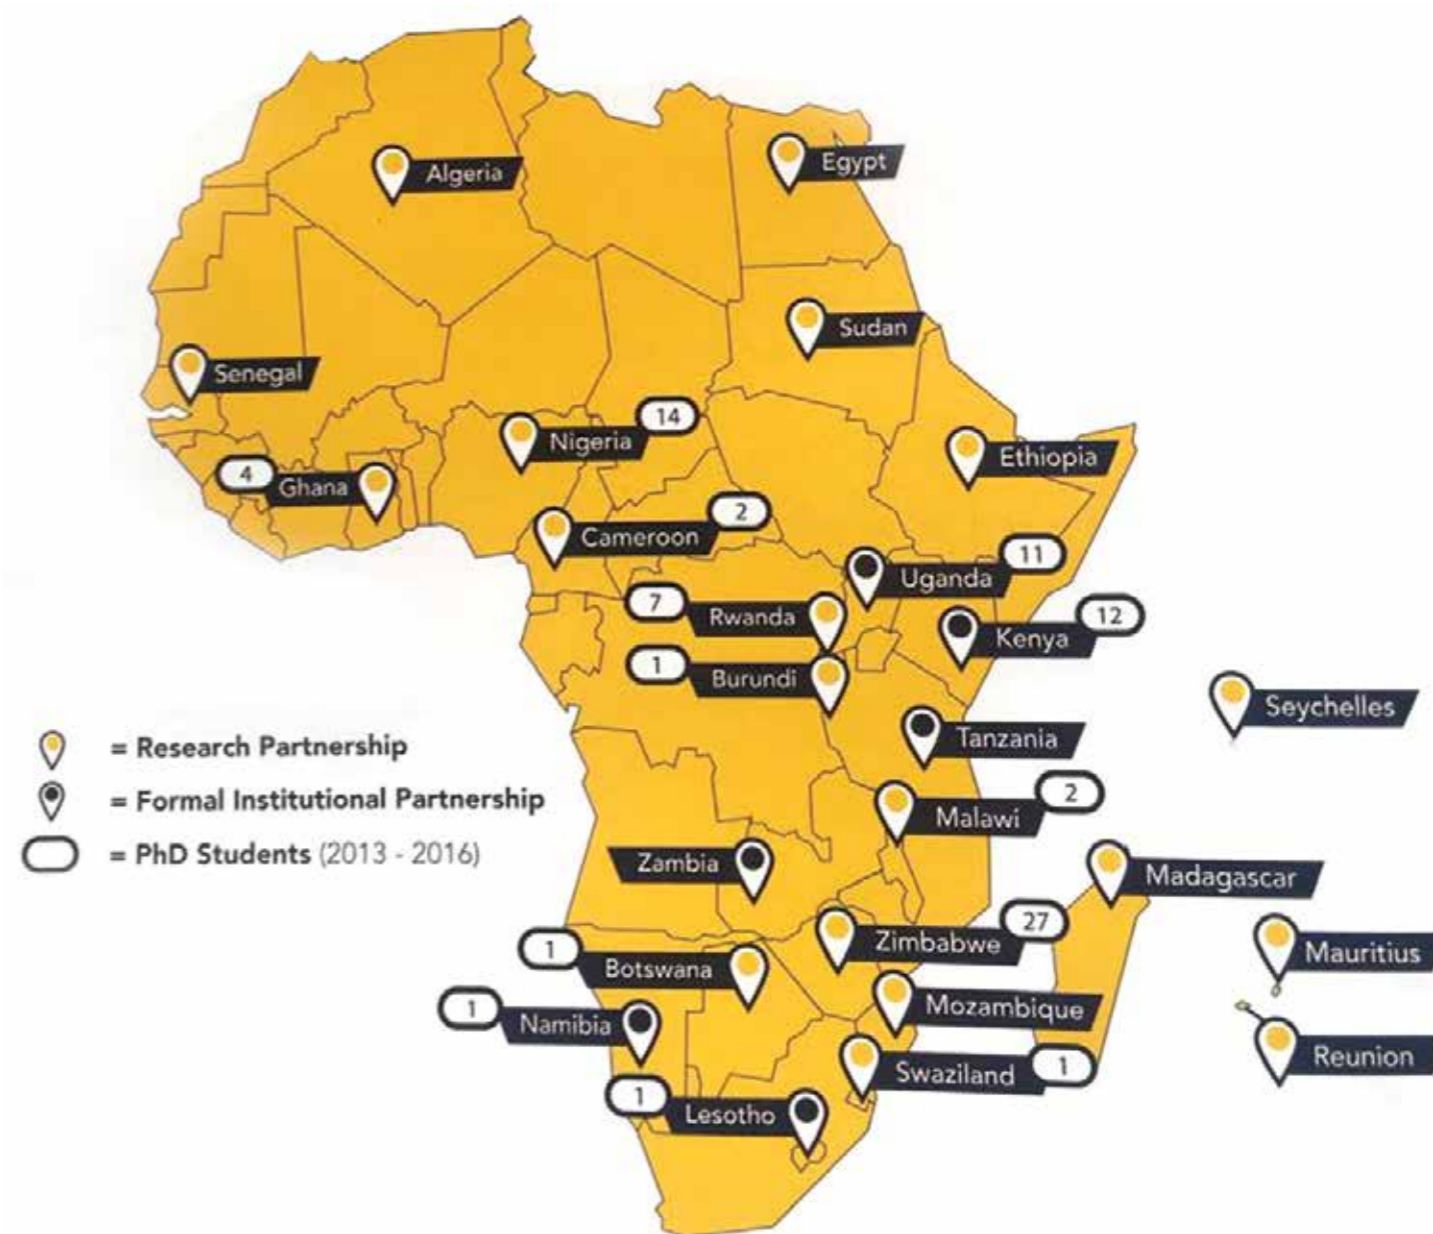 Algeria
Egypt
Sudan
Senegal
14
Nigeria
Ethiopia
4
Ghana
2
Cameroon
11
Uganda
7
Rwanda
12
Kenya
1
Burundi
Seychelles
Tanzania
= Research Partnership
= Formal Institutional Partnership
= PhD Students (2013 - 2016)
2
Malawi
Zambia
Madagascar
27
Zimbabwe
1
Botswana
Mauritius
1
Namibia
Mozambique
Swaziland
1
Reunion
1
Lesotho